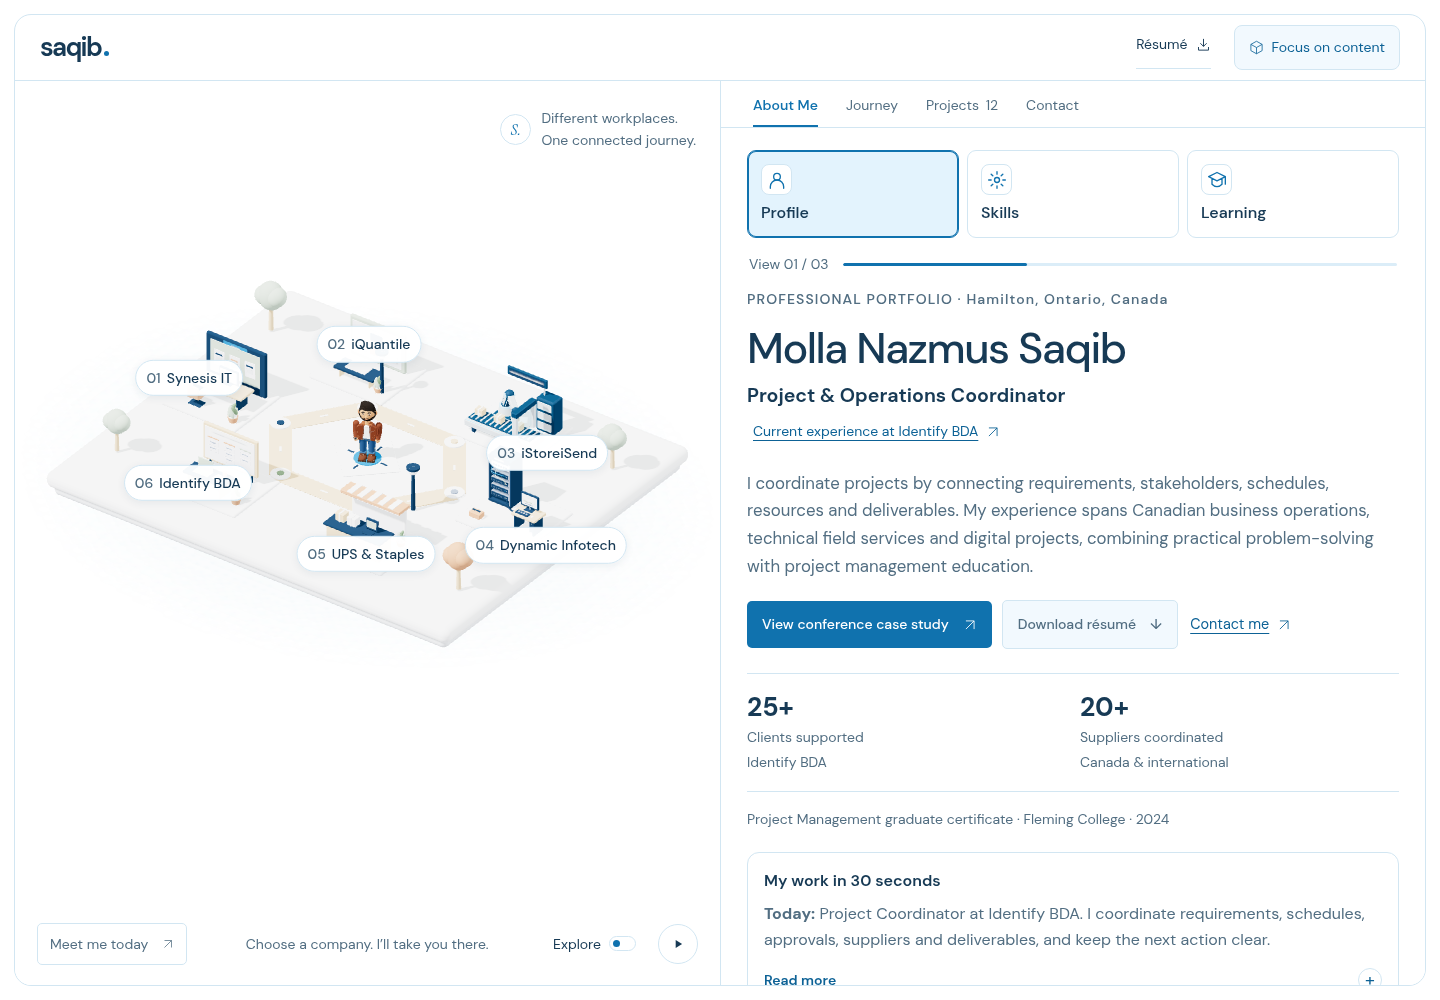 saqib.
Résumé
Focus on content
S.
Different workplaces.
One connected journey.
01 Synesis IT
02 iQuantile
03 iStoreiSend
06 Identify BDA
05 UPS & Staples
04 Dynamic Infotech
Meet me today
Choose a company. I’ll take you there.
Explore
About Me
Journey
Projects 12
Contact
Profile
Skills
Learning
View 01 / 03
PROFESSIONAL PORTFOLIO · Hamilton, Ontario, Canada
Molla Nazmus Saqib
Project & Operations Coordinator
Current experience at Identify BDA
I coordinate projects by connecting requirements, stakeholders, schedules,
resources and deliverables. My experience spans Canadian business operations,
technical field services and digital projects, combining practical problem-solving
with project management education.
View conference case study
Download résumé
Contact me
25+
Clients supported
Identify BDA
20+
Suppliers coordinated
Canada & international
Project Management graduate certificate · Fleming College · 2024
My work in 30 seconds
Today: Project Coordinator at Identify BDA. I coordinate requirements, schedules,
approvals, suppliers and deliverables, and keep the next action clear.
Read more